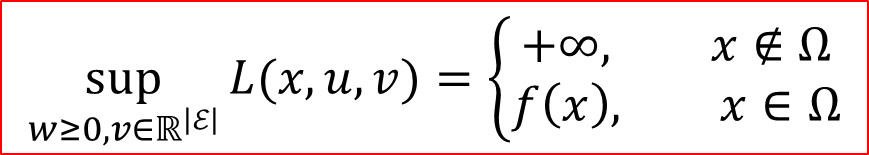 sup L(x, u, v) = { +∞, x ∉ Ω
w≥0,v∈ℝ^|ℰ| f(x), x ∈ Ω